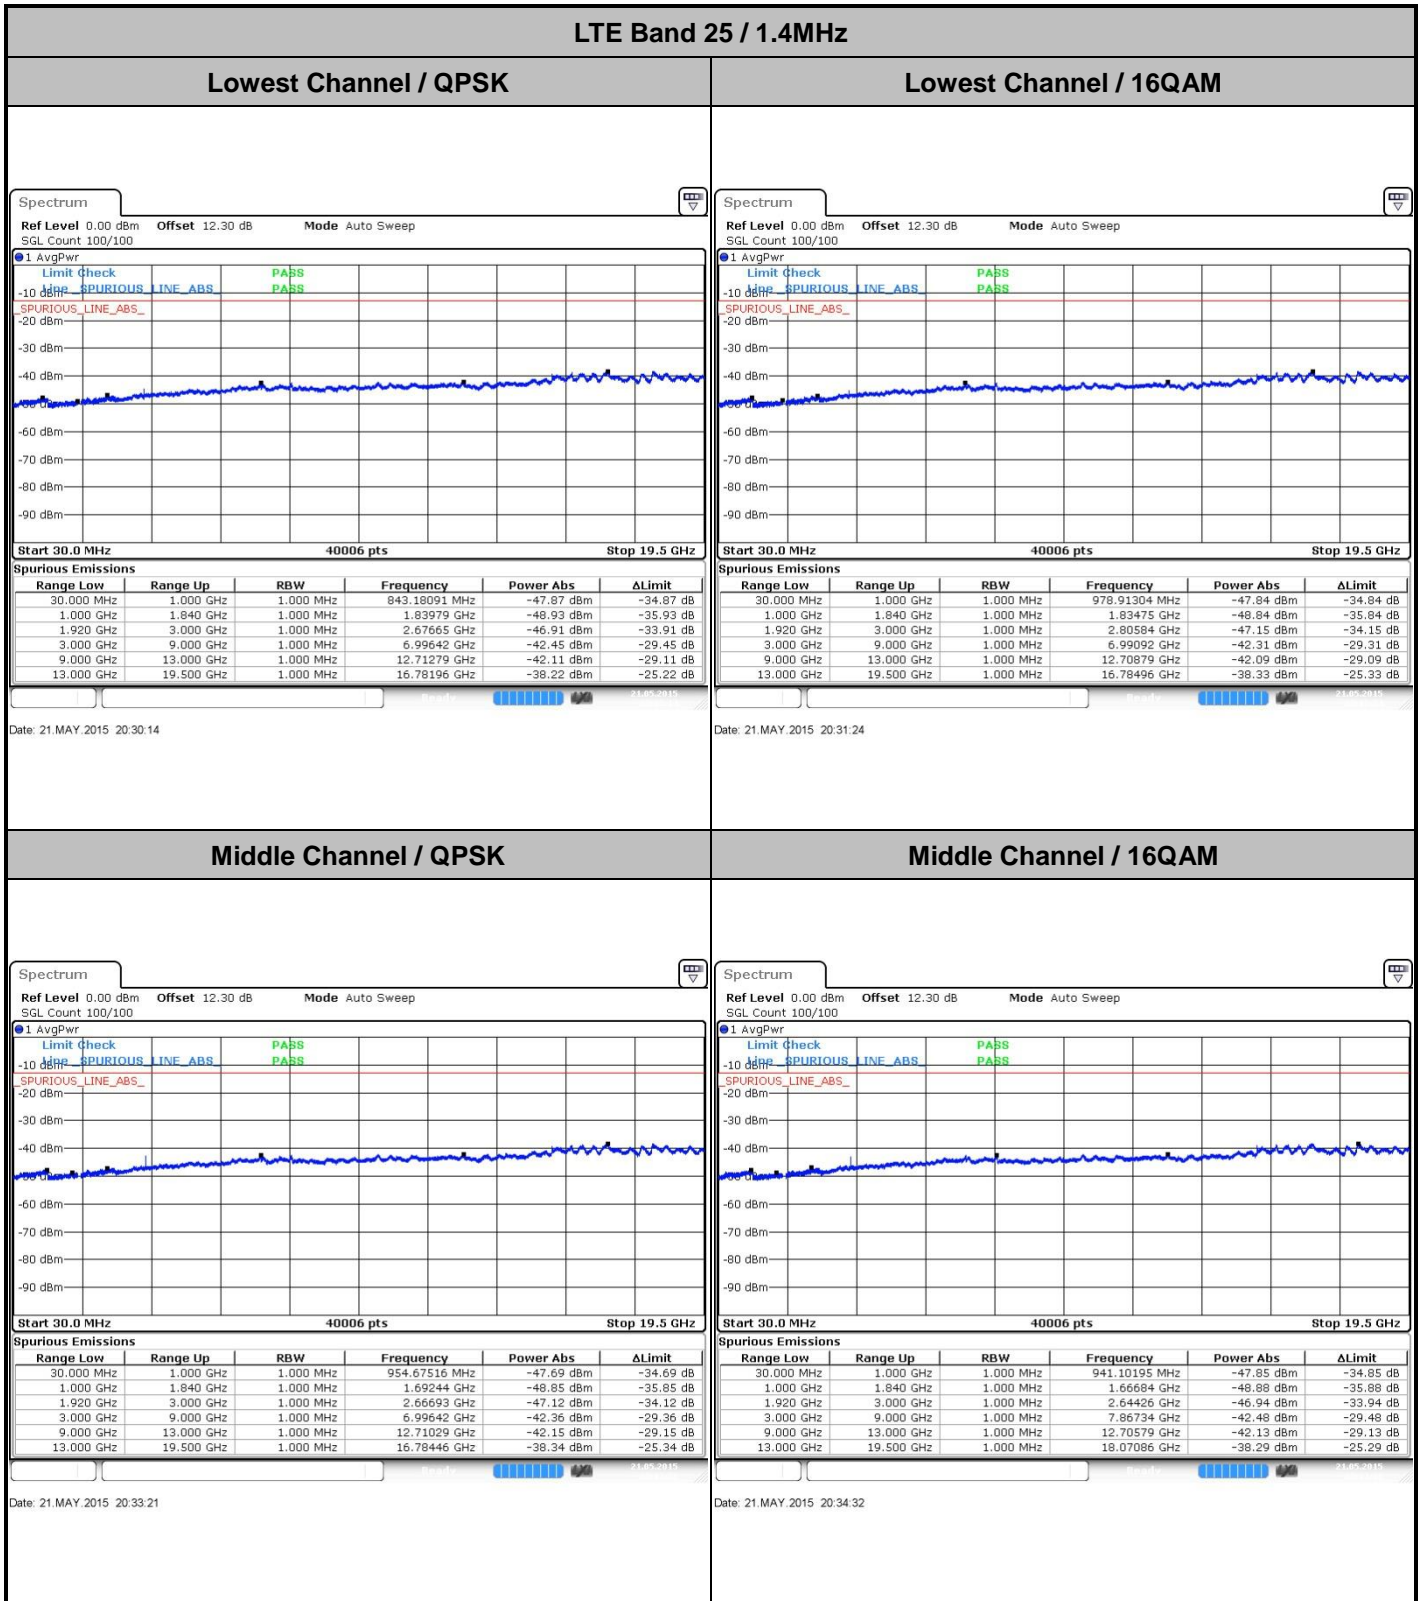 LTE Band 25 / 1.4MHz
Lowest Channel / QPSK
Lowest Channel / 16QAM
Spectrum
Ref Level 0.00 dBm Offset 12.30 dB Mode Auto Sweep
SGL Count 100/100
1 AvgPwr
Limit Check PASS
Line _SPURIOUS_LINE_ABS_ PASS
-10 dBm
_SPURIOUS_LINE_ABS_
-20 dBm
-30 dBm
-40 dBm
-60 dBm
-70 dBm
-80 dBm
-90 dBm
Start 30.0 MHz 40006 pts Stop 19.5 GHz
Spurious Emissions
Range Low Range Up RBW Frequency Power Abs ΔLimit
30.000 MHz 1.000 GHz 1.000 MHz 843.18091 MHz -47.87 dBm -34.87 dB
1.000 GHz 1.840 GHz 1.000 MHz 1.83979 GHz -48.93 dBm -35.93 dB
1.920 GHz 3.000 GHz 1.000 MHz 2.67665 GHz -46.91 dBm -33.91 dB
3.000 GHz 9.000 GHz 1.000 MHz 6.99642 GHz -42.45 dBm -29.45 dB
9.000 GHz 13.000 GHz 1.000 MHz 12.71279 GHz -42.11 dBm -29.11 dB
13.000 GHz 19.500 GHz 1.000 MHz 16.78196 GHz -38.22 dBm -25.22 dB
21.05.2015
Date: 21.MAY.2015 20:30:14
Spectrum
Ref Level 0.00 dBm Offset 12.30 dB Mode Auto Sweep
SGL Count 100/100
1 AvgPwr
Limit Check PASS
Line _SPURIOUS_LINE_ABS_ PASS
-10 dBm
_SPURIOUS_LINE_ABS_
-20 dBm
-30 dBm
-40 dBm
-60 dBm
-70 dBm
-80 dBm
-90 dBm
Start 30.0 MHz 40006 pts Stop 19.5 GHz
Spurious Emissions
Range Low Range Up RBW Frequency Power Abs ΔLimit
30.000 MHz 1.000 GHz 1.000 MHz 978.91304 MHz -47.84 dBm -34.84 dB
1.000 GHz 1.840 GHz 1.000 MHz 1.83475 GHz -48.84 dBm -35.84 dB
1.920 GHz 3.000 GHz 1.000 MHz 2.80584 GHz -47.15 dBm -34.15 dB
3.000 GHz 9.000 GHz 1.000 MHz 6.99092 GHz -42.31 dBm -29.31 dB
9.000 GHz 13.000 GHz 1.000 MHz 12.70879 GHz -42.09 dBm -29.09 dB
13.000 GHz 19.500 GHz 1.000 MHz 16.78496 GHz -38.33 dBm -25.33 dB
21.05.2015
Date: 21.MAY.2015 20:31:24
Middle Channel / QPSK
Middle Channel / 16QAM
Spectrum
Ref Level 0.00 dBm Offset 12.30 dB Mode Auto Sweep
SGL Count 100/100
1 AvgPwr
Limit Check PASS
Line _SPURIOUS_LINE_ABS_ PASS
-10 dBm
_SPURIOUS_LINE_ABS_
-20 dBm
-30 dBm
-40 dBm
-60 dBm
-70 dBm
-80 dBm
-90 dBm
Start 30.0 MHz 40006 pts Stop 19.5 GHz
Spurious Emissions
Range Low Range Up RBW Frequency Power Abs ΔLimit
30.000 MHz 1.000 GHz 1.000 MHz 954.67516 MHz -47.69 dBm -34.69 dB
1.000 GHz 1.840 GHz 1.000 MHz 1.69244 GHz -48.85 dBm -35.85 dB
1.920 GHz 3.000 GHz 1.000 MHz 2.66693 GHz -47.12 dBm -34.12 dB
3.000 GHz 9.000 GHz 1.000 MHz 6.99642 GHz -42.36 dBm -29.36 dB
9.000 GHz 13.000 GHz 1.000 MHz 12.71029 GHz -42.15 dBm -29.15 dB
13.000 GHz 19.500 GHz 1.000 MHz 16.78446 GHz -38.34 dBm -25.34 dB
21.05.2015
Date: 21.MAY.2015 20:33:21
Spectrum
Ref Level 0.00 dBm Offset 12.30 dB Mode Auto Sweep
SGL Count 100/100
1 AvgPwr
Limit Check PASS
Line _SPURIOUS_LINE_ABS_ PASS
-10 dBm
_SPURIOUS_LINE_ABS_
-20 dBm
-30 dBm
-40 dBm
-60 dBm
-70 dBm
-80 dBm
-90 dBm
Start 30.0 MHz 40006 pts Stop 19.5 GHz
Spurious Emissions
Range Low Range Up RBW Frequency Power Abs ΔLimit
30.000 MHz 1.000 GHz 1.000 MHz 941.10195 MHz -47.85 dBm -34.85 dB
1.000 GHz 1.840 GHz 1.000 MHz 1.66684 GHz -48.88 dBm -35.88 dB
1.920 GHz 3.000 GHz 1.000 MHz 2.64426 GHz -46.94 dBm -33.94 dB
3.000 GHz 9.000 GHz 1.000 MHz 7.86734 GHz -42.48 dBm -29.48 dB
9.000 GHz 13.000 GHz 1.000 MHz 12.70579 GHz -42.13 dBm -29.13 dB
13.000 GHz 19.500 GHz 1.000 MHz 18.07086 GHz -38.29 dBm -25.29 dB
21.05.2015
Date: 21.MAY.2015 20:34:32